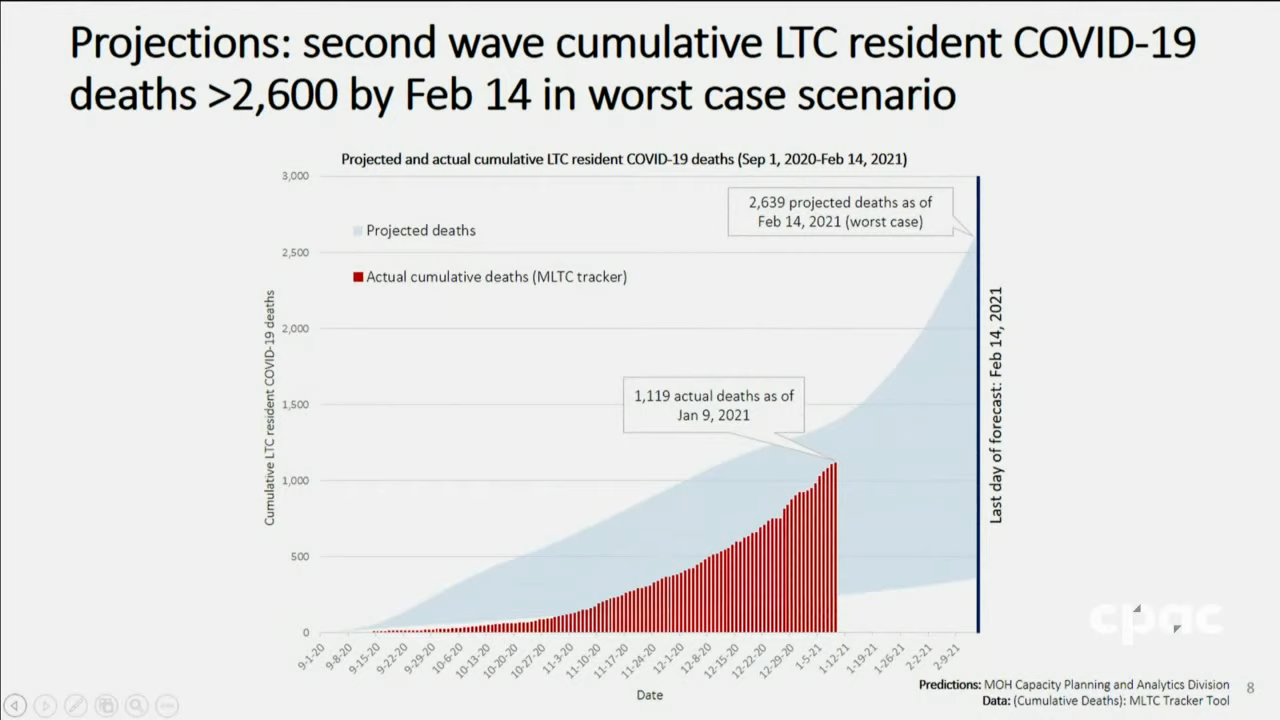 Projections: second wave cumulative LTC resident COVID-19
deaths >2,600 by Feb 14 in worst case scenario
Projected and actual cumulative LTC resident COVID-19 deaths (Sep 1, 2020-Feb 14, 2021)
3,000
2,500
2,000
1,500
1,000
500
0
Cumulative LTC resident COVID-19 deaths
Projected deaths
Actual cumulative deaths (MLTC tracker)
2,639 projected deaths as of
Feb 14, 2021 (worst case)
1,119 actual deaths as of
Jan 9, 2021
Last day of forecast: Feb 14, 2021
9-1-20
9-8-20
9-15-20
9-22-20
9-29-20
10-6-20
10-13-20
10-20-20
10-27-20
11-3-20
11-10-20
11-17-20
11-24-20
12-1-20
12-8-20
12-15-20
12-22-20
12-29-20
1-5-21
1-12-21
1-19-21
1-26-21
2-2-21
2-9-21
Date
cpac
Predictions: MOH Capacity Planning and Analytics Division
Data: (Cumulative Deaths): MLTC Tracker Tool
8